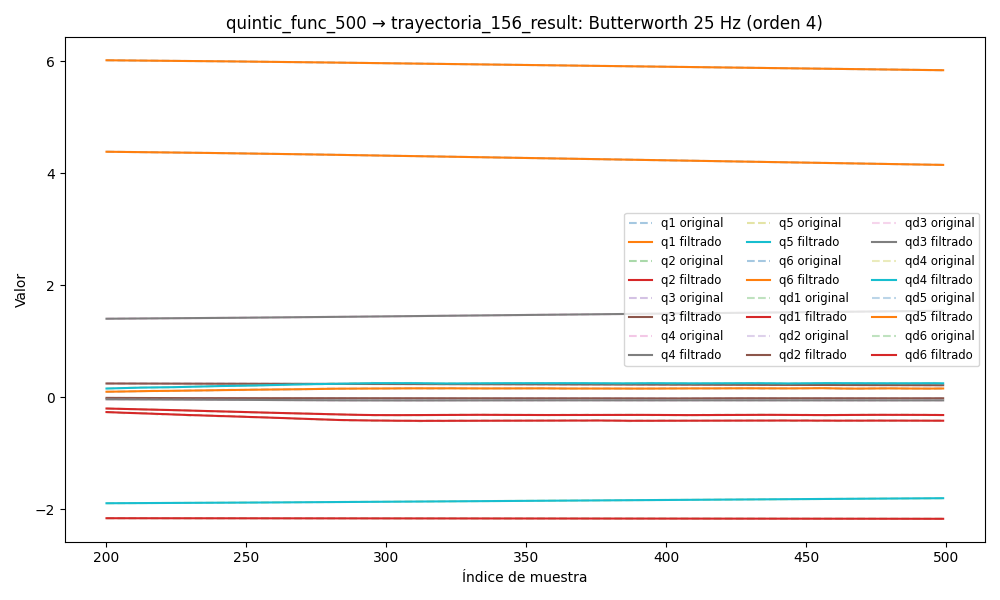 quintic_func_500 → trayectoria_156_result: Butterworth 25 Hz (orden 4)
Valor
6
4
2
0
−2
q1 original
q1 filtrado
q2 original
q2 filtrado
q3 original
q3 filtrado
q4 original
q4 filtrado
q5 original
q5 filtrado
q6 original
q6 filtrado
qd1 original
qd1 filtrado
qd2 original
qd2 filtrado
qd3 original
qd3 filtrado
qd4 original
qd4 filtrado
qd5 original
qd5 filtrado
qd6 original
qd6 filtrado
200 250 300 350 400 450 500
Índice de muestra